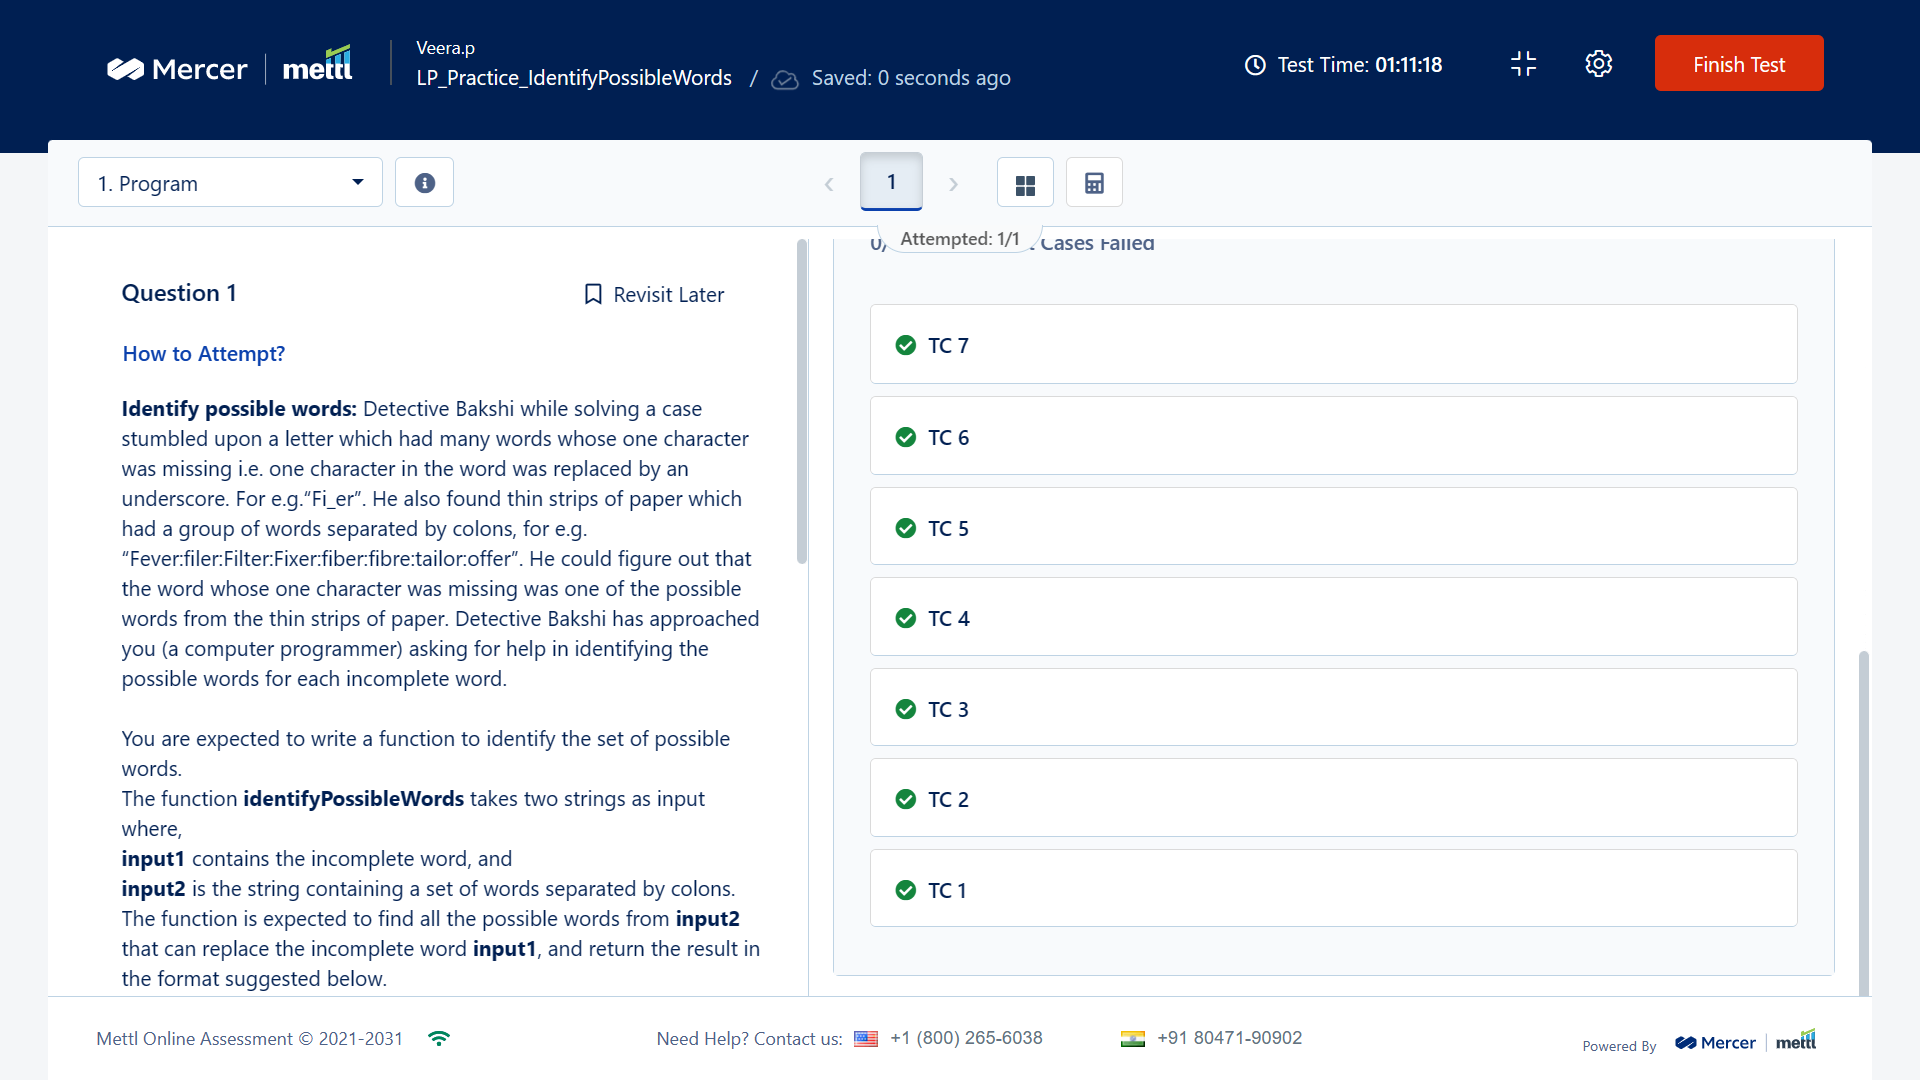 Mercer mettl
Veera.p
LP_Practice_IdentifyPossibleWords / Saved: 0 seconds ago
Test Time: 01:11:18
Finish Test
1. Program
1
Attempted: 1/1
Cases Failed
Question 1
Revisit Later
How to Attempt?
Identify possible words: Detective Bakshi while solving a case
stumbled upon a letter which had many words whose one character
was missing i.e. one character in the word was replaced by an
underscore. For e.g.“Fi_er”. He also found thin strips of paper which
had a group of words separated by colons, for e.g.
“Fever:filer:Filter:Fixer:fiber:fibre:tailor:offer”. He could figure out that
the word whose one character was missing was one of the possible
words from the thin strips of paper. Detective Bakshi has approached
you (a computer programmer) asking for help in identifying the
possible words for each incomplete word.
You are expected to write a function to identify the set of possible
words.
The function identifyPossibleWords takes two strings as input
where,
input1 contains the incomplete word, and
input2 is the string containing a set of words separated by colons.
The function is expected to find all the possible words from input2
that can replace the incomplete word input1, and return the result in
the format suggested below.
TC 7
TC 6
TC 5
TC 4
TC 3
TC 2
TC 1
Mettl Online Assessment © 2021-2031
Need Help? Contact us: +1 (800) 265-6038
+91 80471-90902
Powered By Mercer mettl